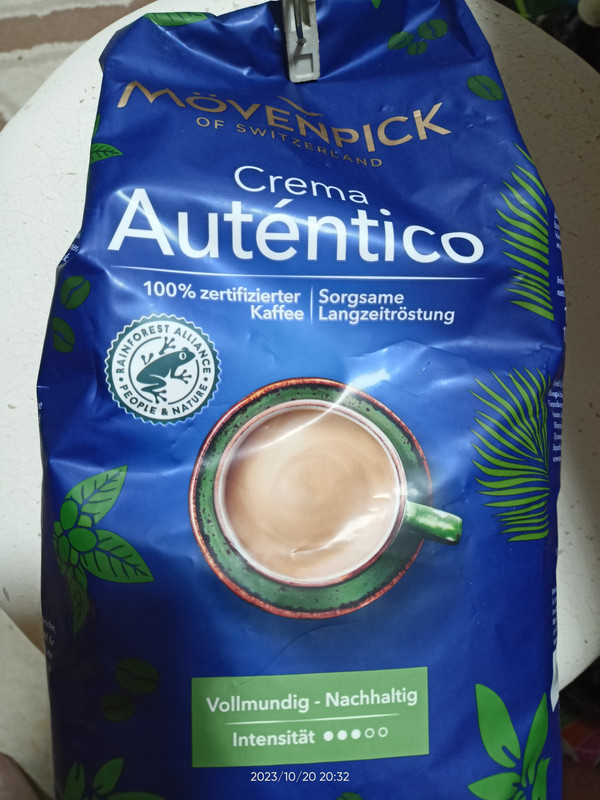 MÖVENPICK
OF SWITZERLAND
Crema
Auténtico
100% zertifizierter Kaffee
Sorgsame Langzeitröstung
RAINFOREST ALLIANCE
PEOPLE & NATURE
Vollmundig - Nachhaltig
Intensität
2023/10/20 20:32